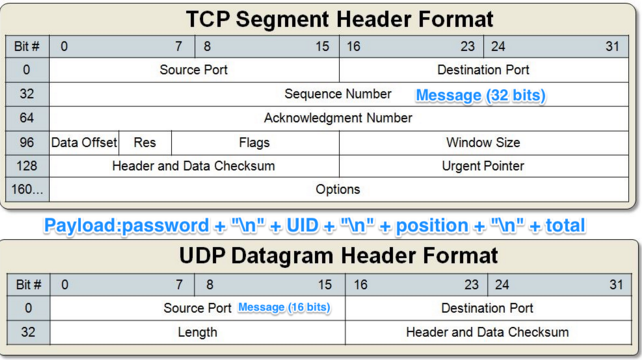 TCP Segment Header Format
Bit # 0 7 8 15 16 23 24 31
0 Source Port Destination Port
32 Sequence Number Message (32 bits)
64 Acknowledgment Number
96 Data Offset Res Flags Window Size
128 Header and Data Checksum Urgent Pointer
160... Options
Payload:password + "\n" + UID + "\n" + position + "\n" + total
UDP Datagram Header Format
Bit # 0 7 8 15 16 23 24 31
0 Source Port Message (16 bits) Destination Port
32 Length Header and Data Checksum